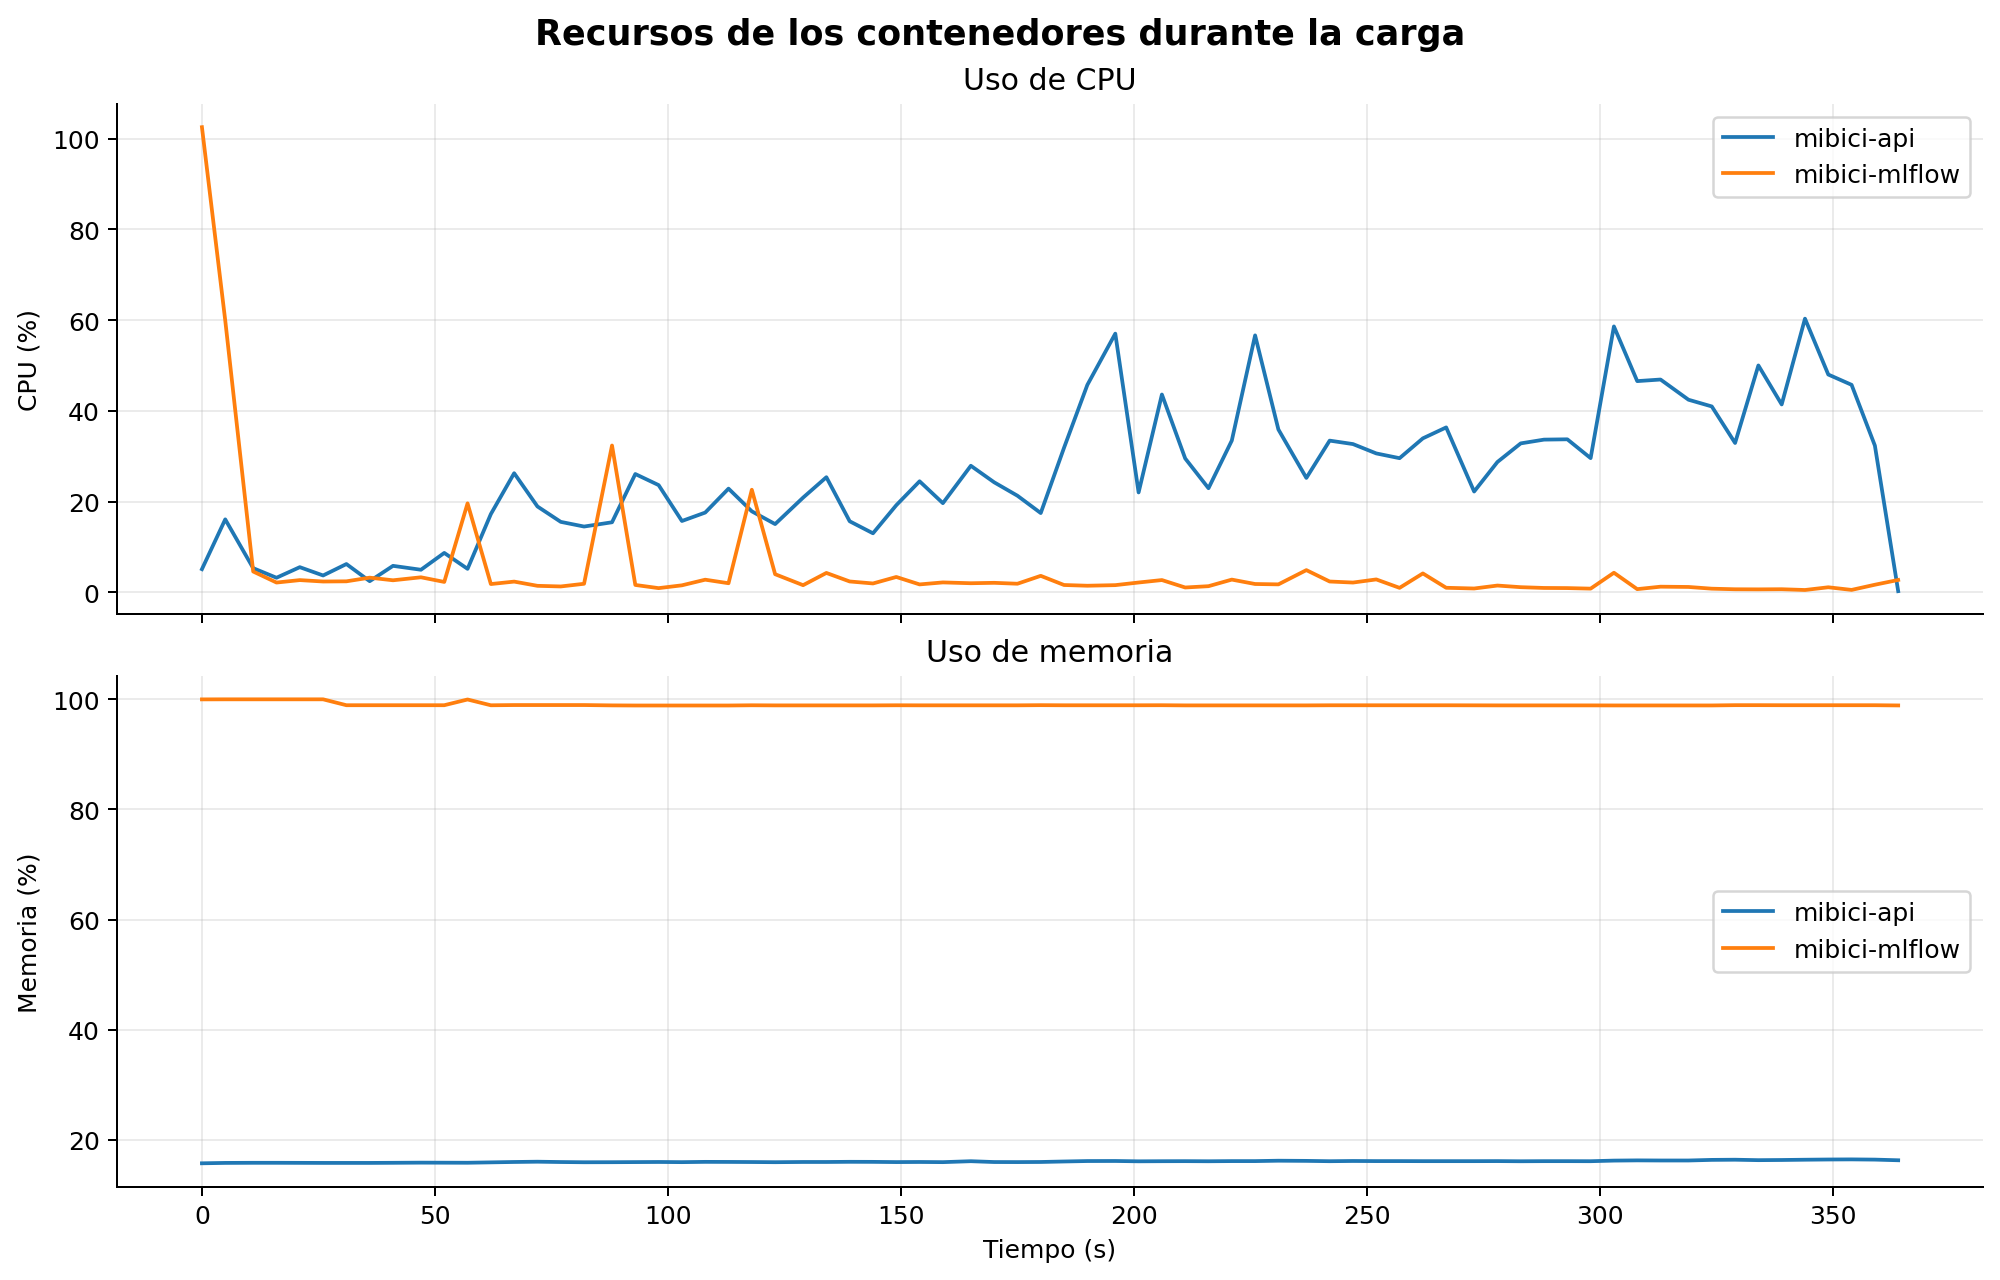 Recursos de los contenedores durante la carga
Uso de CPU
CPU (%)
100
80
60
40
20
0
mibici-api
mibici-mlflow
Uso de memoria
Memoria (%)
100
80
60
40
20
mibici-api
mibici-mlflow
0 50 100 150 200 250 300 350
Tiempo (s)